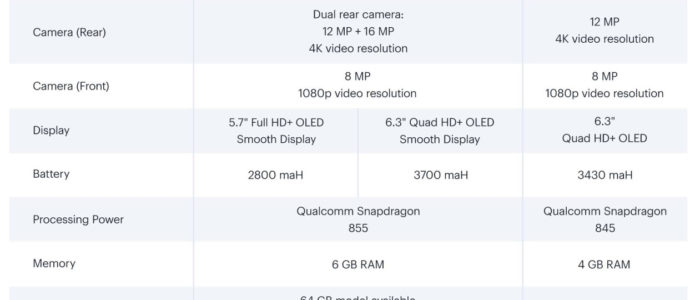 Camera (Rear)
Dual rear camera:
12 MP + 16 MP
4K video resolution
12 MP
4K video resolution
Camera (Front)
8 MP
1080p video resolution
8 MP
1080p video resolution
Display
5.7" Full HD+ OLED
Smooth Display
6.3" Quad HD+ OLED
Smooth Display
6.3"
Quad HD+ OLED
Battery
2800 maH
3700 maH
3430 maH
Processing Power
Qualcomm Snapdragon
855
Qualcomm Snapdragon
845
Memory
6 GB RAM
4 GB RAM
64 GB model available